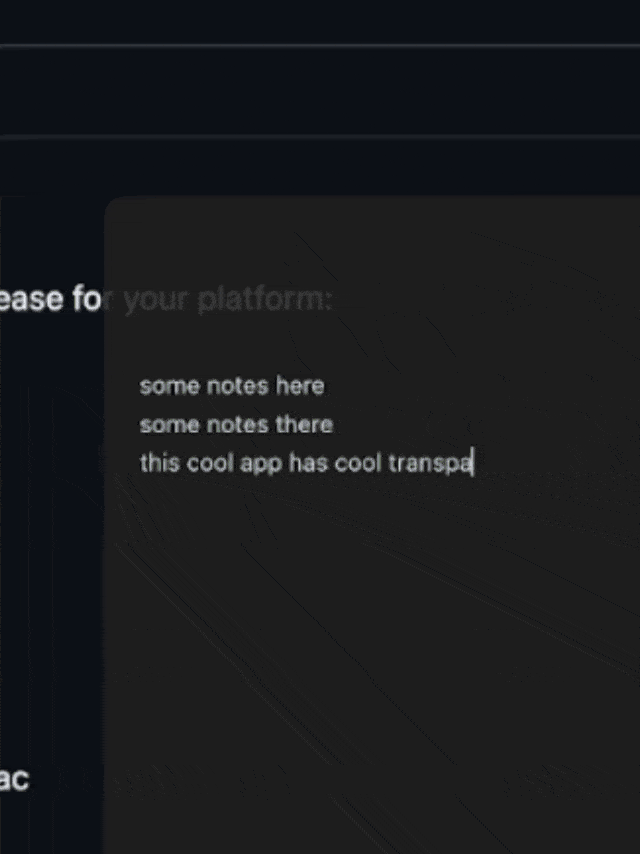 ease for your platform:
some notes here
some notes there
this cool app has cool transpa
ac